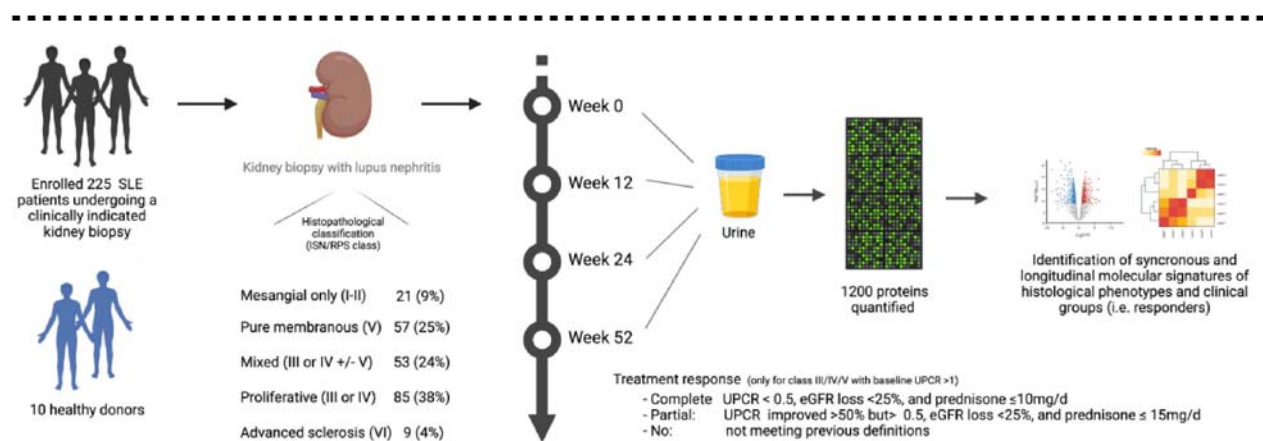 Enrolled 225 SLE
patients undergoing a
clinically indicated
kidney biopsy
10 healthy donors
Kidney biopsy with lupus nephritis
Histopathological
classification
(ISN/RPS class)
Mesangial only (I-II) 21 (9%)
Pure membranous (V) 57 (25%)
Mixed (III or IV +/- V) 53 (24%)
Proliferative (III or IV) 85 (38%)
Advanced sclerosis (VI) 9 (4%)
Week 0
Week 12
Week 24
Week 52
Urine
1200 proteins
quantified
Identification of syncronous and
longitudinal molecular signatures of
histological phenotypes and clinical
groups (i.e. responders)
Treatment response (only for class III/IV/V with baseline UPCR >1)
- Complete UPCR < 0.5, eGFR loss <25%, and prednisone ≤10mg/d
- Partial: UPCR improved >50% but> 0.5, eGFR loss <25%, and prednisone ≤ 15mg/d
- No: not meeting previous definitions